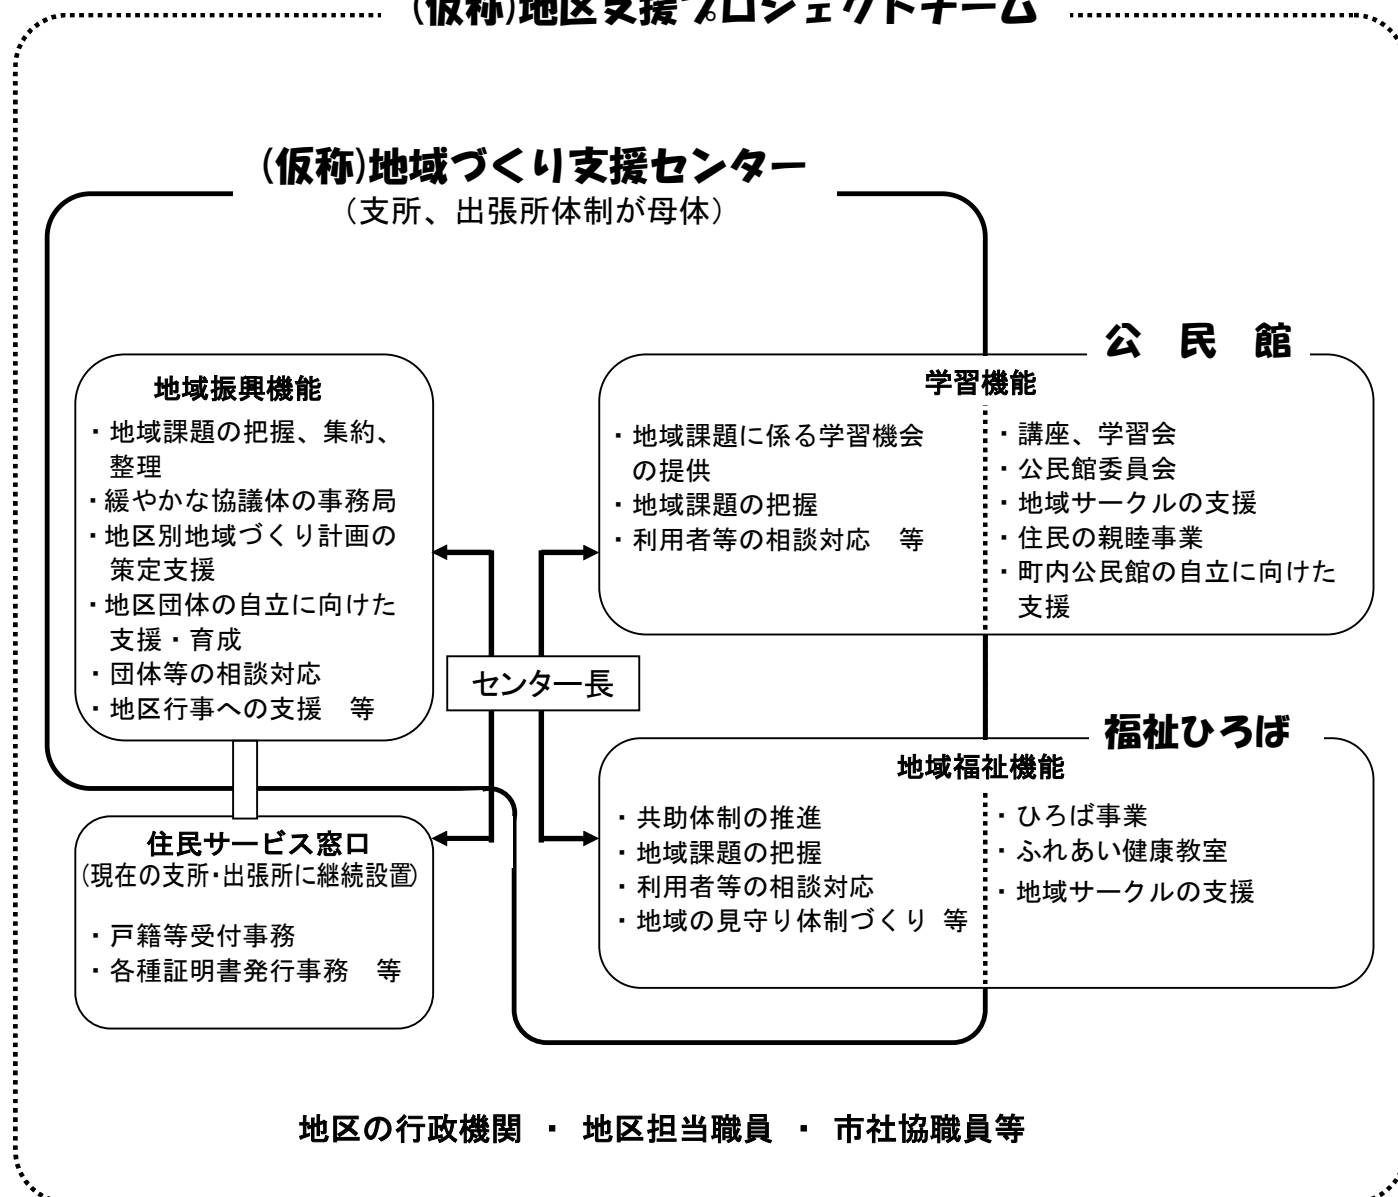 (仮称)地区支援プロジェクトチーム
(仮称)地域づくり支援センター
（支所、出張所体制が母体）
地域振興機能
・地域課題の把握、集約、
整理
・緩やかな協議体の事務局
・地区別地域づくり計画の
策定支援
・地区団体の自立に向けた
支援・育成
・団体等の相談対応
・地区行事への支援　等
公　民　館
学習機能
・地域課題に係る学習機会
の提供
・地域課題の把握
・利用者等の相談対応　等
・講座、学習会
・公民館委員会
・地域サークルの支援
・住民の親睦事業
・町内公民館の自立に向けた
支援
センター長
福祉ひろば
地域福祉機能
・共助体制の推進
・地域課題の把握
・利用者等の相談対応
・地域の見守り体制づくり　等
・ひろば事業
・ふれあい健康教室
・地域サークルの支援
住民サービス窓口
(現在の支所・出張所に継続設置)
・戸籍等受付事務
・各種証明書発行事務　等
地区の行政機関　・　地区担当職員　・　市社協職員等